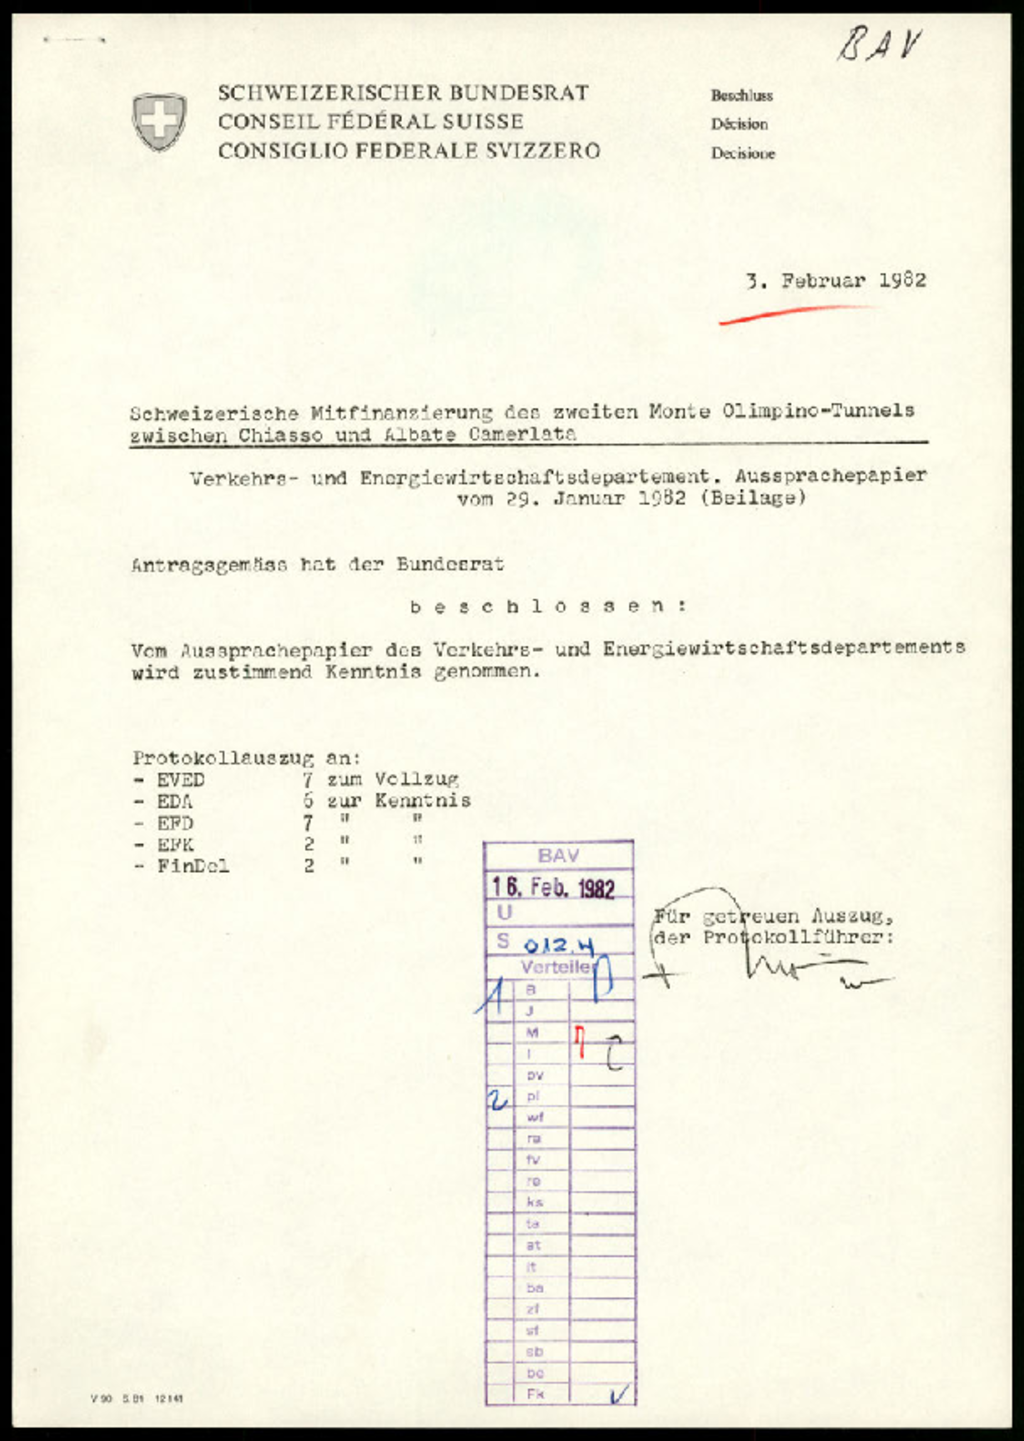 BAV
SCHWEIZERISCHER BUNDESRAT
CONSEIL FÉDÉRAL SUISSE
CONSIGLIO FEDERALE SVIZZERO
Beschluss
Décision
Decisione
3. Februar 1982
Schweizerische Mitfinanzierung des zweiten Monte Olimpino-Tunnels
zwischen Chiasso und Albate Camerlata
Verkehrs- und Energiewirtschaftsdepartement. Aussprachepapier
vom 29. Januar 1982 (Beilage)
Antragsgemäss hat der Bundesrat
beschlossen:
Vom Aussprachepapier des Verkehrs- und Energiewirtschaftsdepartements
wird zustimmend Kenntnis genommen.
Protokollauszug an:
- EVED 7 zum Vollzug
- EDA 6 zur Kenntnis
- EFD 7 " "
- EFK 2 " "
- FinDel 2 " "
BAV
16. Feb. 1982
U
S 012.4
Verteiler
1 B
J
M
I
pv
2 pl
wf
ra
fv
re
ks
ta
at
it
ba
zf
sf
sb
be
Fk
Für getreuen Auszug,
der Protokollführer:
V 90 5.81 12141